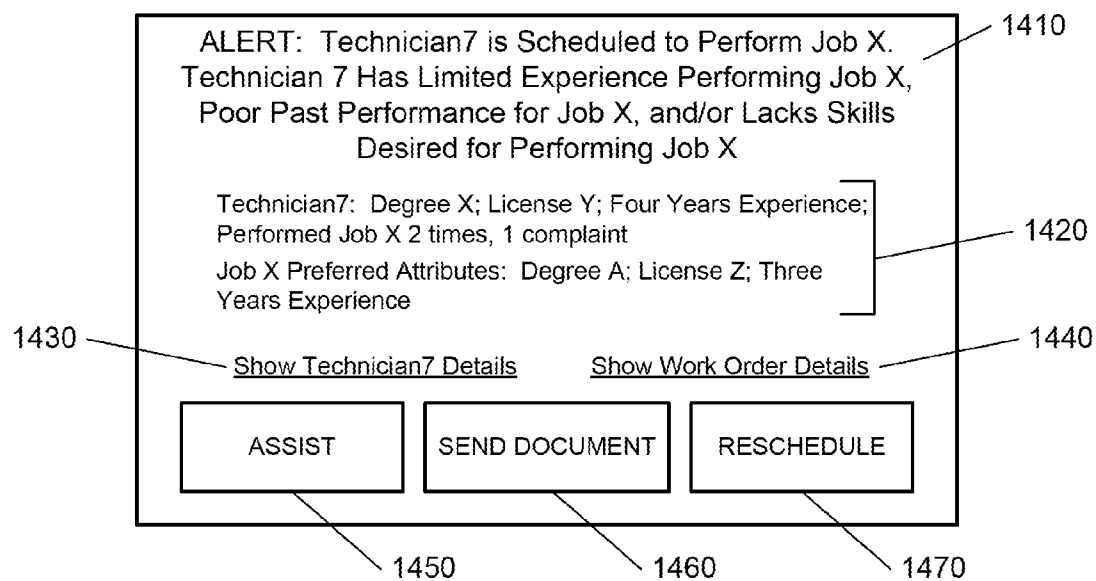 ALERT: Technician7 is Scheduled to Perform Job X.
1410
Technician 7 Has Limited Experience Performing Job X,
Poor Past Performance for Job X, and/or Lacks Skills
Desired for Performing Job X
Technician7: Degree X; License Y; Four Years Experience;
Performed Job X 2 times, 1 complaint
1420
Job X Preferred Attributes: Degree A; License Z; Three
Years Experience
1430
1440
Show Technician7 Details
Show Work Order Details
ASSIST
SEND DOCUMENT
RESCHEDULE
1450
1460
1470